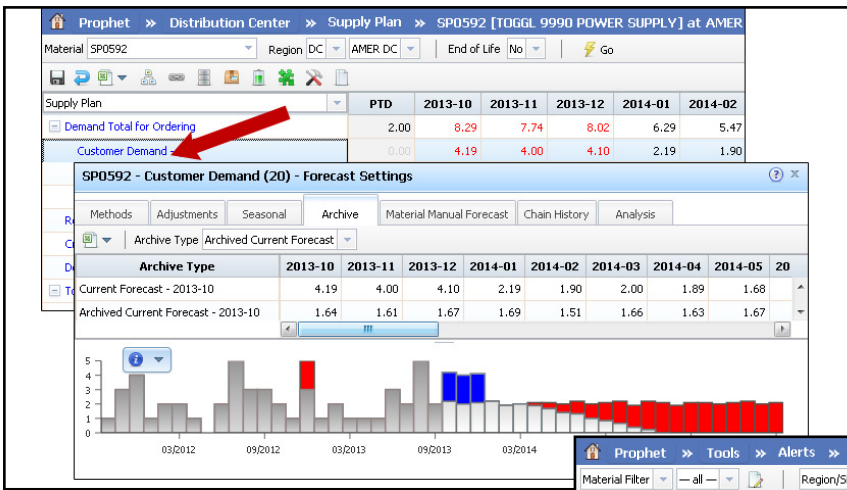 Prophet » Distribution Center » Supply Plan » SP0592 [TOGGL 9990 POWER SUPPLY] at AMER
Material SP0592 Region DC AMER DC End of Life No Go
Supply Plan PTD 2013-10 2013-11 2013-12 2014-01 2014-02
Demand Total for Ordering 2.00 8.29 7.74 8.02 6.29 5.47
Customer Demand - 0.00 4.19 4.00 4.10 2.19 1.90
SP0592 - Customer Demand (20) - Forecast Settings
Methods Adjustments Seasonal Archive Material Manual Forecast Chain History Analysis
Archive Type Archived Current Forecast
Archive Type 2013-10 2013-11 2013-12 2014-01 2014-02 2014-03 2014-04 2014-05 20
Current Forecast - 2013-10 4.19 4.00 4.10 2.19 1.90 2.00 1.89 1.68
Archived Current Forecast - 2013-10 1.64 1.61 1.67 1.69 1.51 1.66 1.63 1.67
5
4
3
2
1
0
03/2012 09/2012 03/2013 09/2013 03/2014
Prophet » Tools » Alerts »
Material Filter — all — Region/S